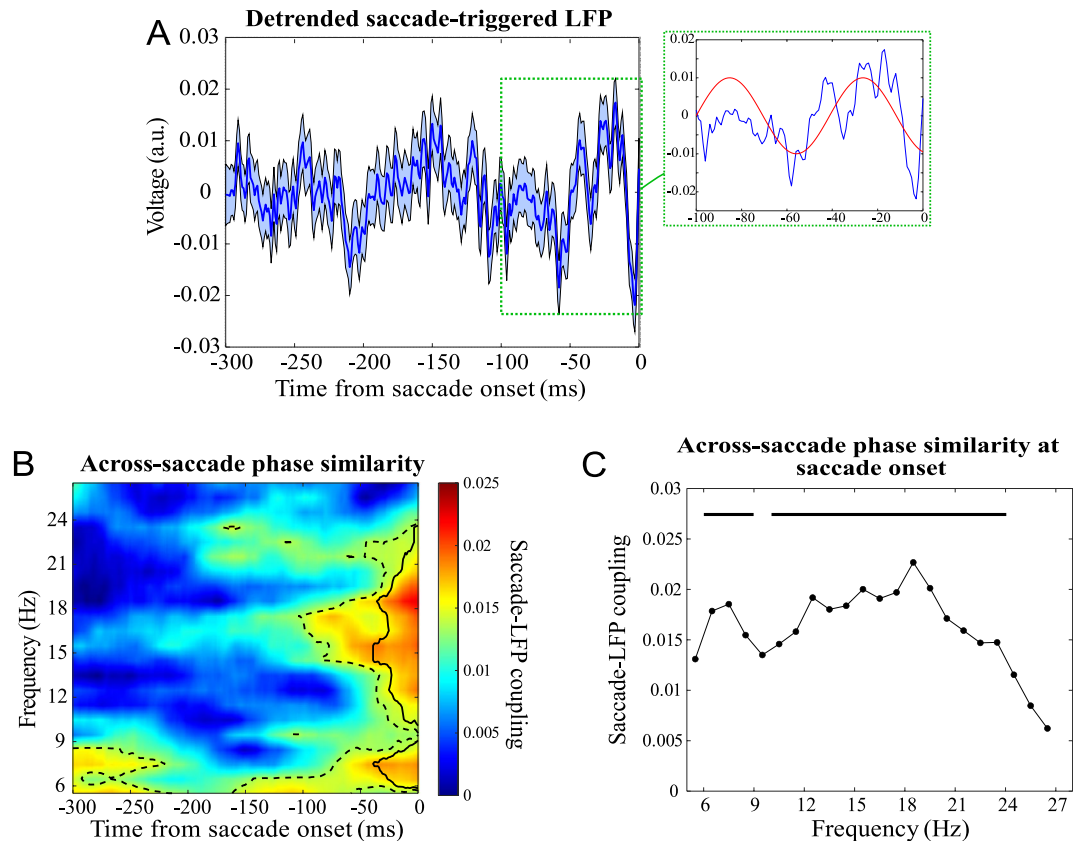 Detrended saccade-triggered LFP
A
0.03
0.02
0.01
0
-0.01
-0.02
-0.03
Voltage (a.u.)
-300 -250 -200 -150 -100 -50 0
Time from saccade onset (ms)
0.02
0.01
0
-0.01
-0.02
-100 -80 -60 -40 -20 0
B
Across-saccade phase similarity
24
21
18
15
12
9
6
Frequency (Hz)
-300 -250 -200 -150 -100 -50 0
Time from saccade onset (ms)
0.025
0.02
0.015
0.01
0.005
0
Saccade-LFP coupling
C
Across-saccade phase similarity at
saccade onset
0.03
0.025
0.02
0.015
0.01
0.005
0
Saccade-LFP coupling
6 9 12 15 18 21 24 27
Frequency (Hz)